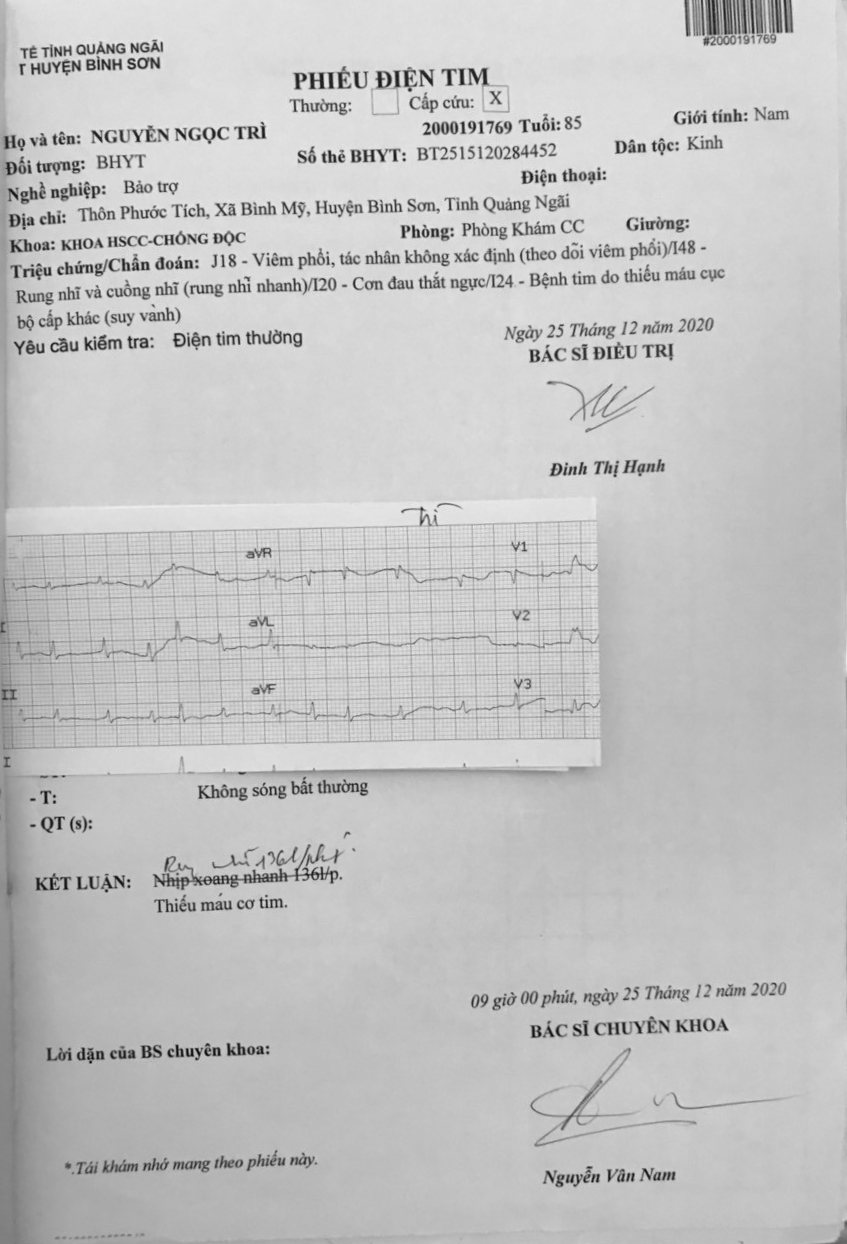 TẾ TỈNH QUẢNG NGÃI
T HUYỆN BÌNH SƠN
#2000191769
PHIẾU ĐIỆN TIM
Thường: Cấp cứu: X
Họ và tên: NGUYỄN NGỌC TRÌ 2000191769 Tuổi: 85 Giới tính: Nam
Đối tượng: BHYT Số thẻ BHYT: BT2515120284452 Dân tộc: Kinh
Nghề nghiệp: Bảo trợ Điện thoại:
Địa chỉ: Thôn Phước Tích, Xã Bình Mỹ, Huyện Bình Sơn, Tỉnh Quảng Ngãi
Khoa: KHOA HSCC-CHỐNG ĐỘC Phòng: Phòng Khám CC Giường:
Triệu chứng/Chẩn đoán: J18 - Viêm phổi, tác nhân không xác định (theo dõi viêm phổi)/I48 -
Rung nhĩ và cuồng nhĩ (rung nhĩ nhanh)/I20 - Cơn đau thắt ngực/I24 - Bệnh tim do thiếu máu cục
bộ cấp khác (suy vành)
Yêu cầu kiểm tra: Điện tim thường
Ngày 25 Tháng 12 năm 2020
BÁC SĨ ĐIỀU TRỊ
Đinh Thị Hạnh
Trì
aVR V1
I
aVL V2
II
aVF V3
I
- T: Không sóng bất thường
- QT (s):
Rung nhĩ 136l/phút.
KẾT LUẬN: Nhịp xoang nhanh 136l/p.
Thiếu máu cơ tim.
09 giờ 00 phút, ngày 25 Tháng 12 năm 2020
BÁC SĨ CHUYÊN KHOA
Lời dặn của BS chuyên khoa:
*.Tái khám nhớ mang theo phiếu này.
Nguyễn Văn Nam